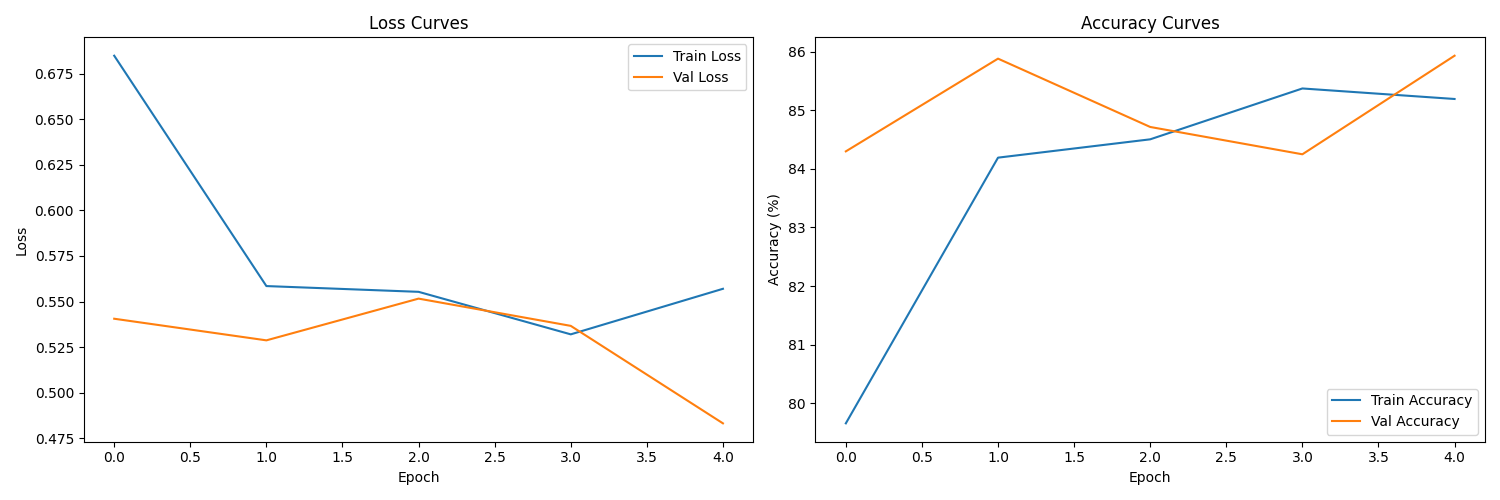 Loss Curves
Train Loss
Val Loss
0.675
0.650
0.625
0.600
0.575
0.550
0.525
0.500
0.475
Loss
0.0 0.5 1.0 1.5 2.0 2.5 3.0 3.5 4.0
Epoch
Accuracy Curves
86
85
84
83
82
81
80
Accuracy (%)
Train Accuracy
Val Accuracy
0.0 0.5 1.0 1.5 2.0 2.5 3.0 3.5 4.0
Epoch